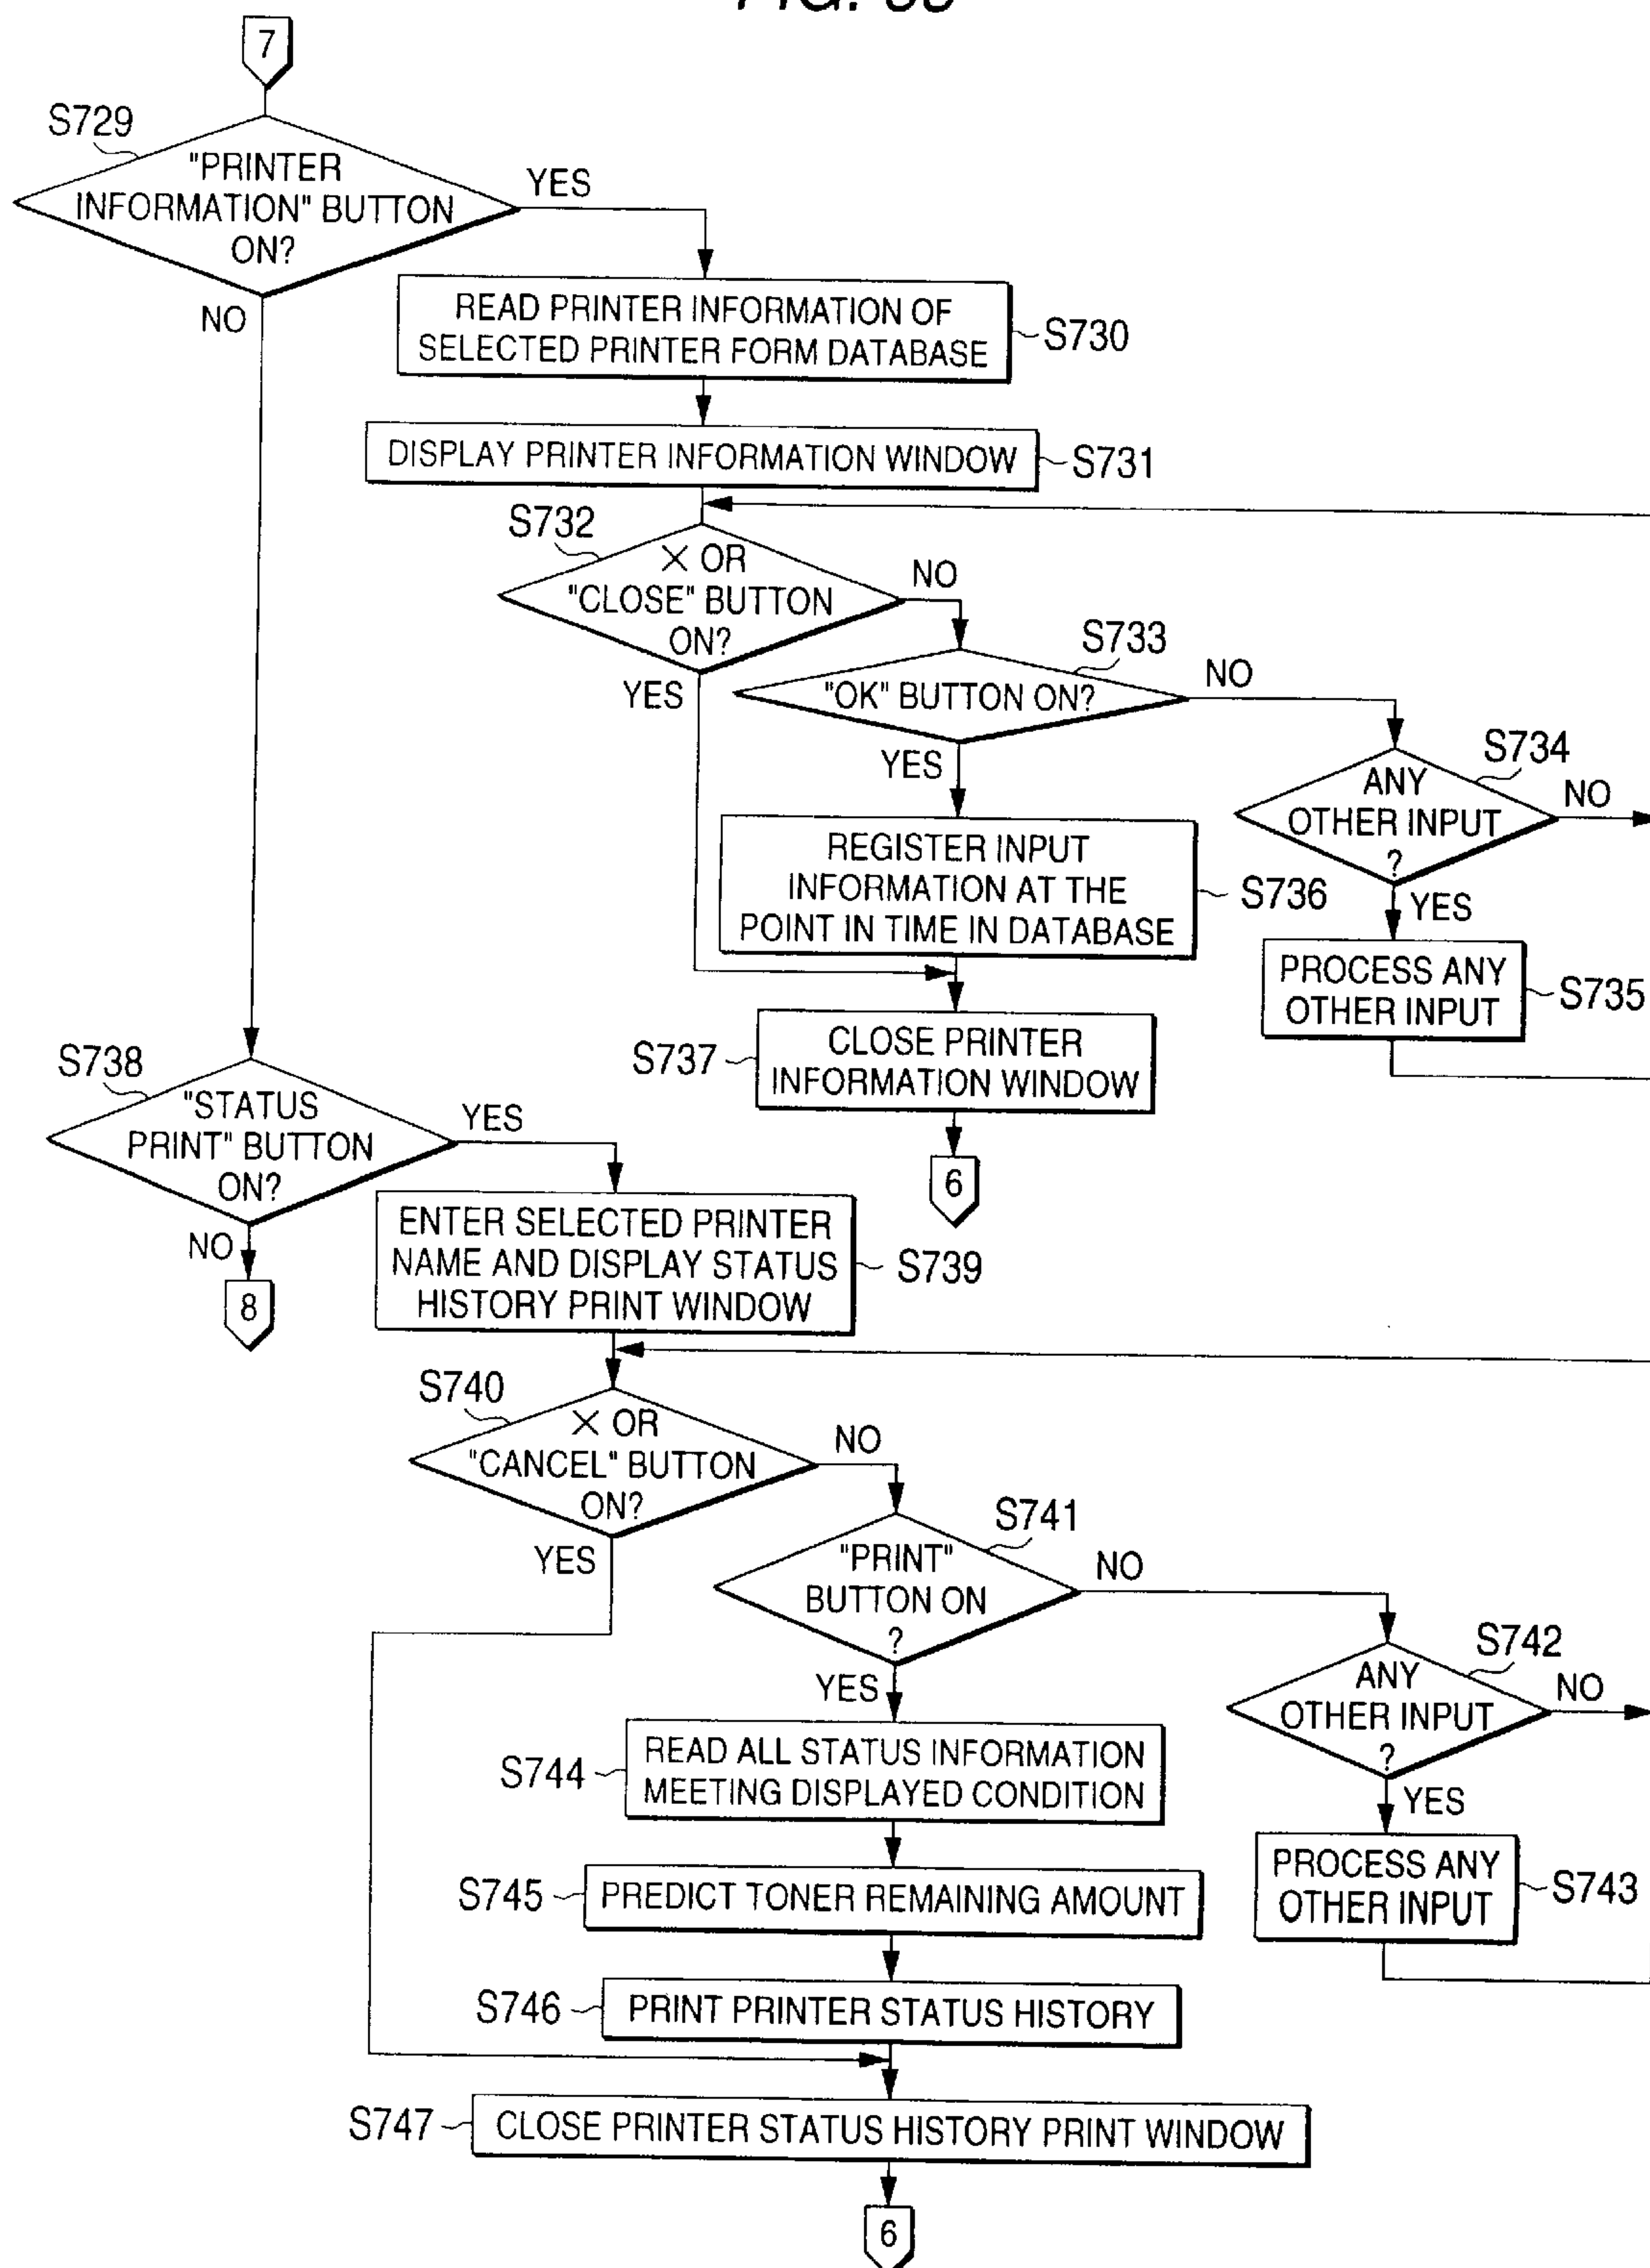 7
S729
"PRINTER
INFORMATION" BUTTON
ON?
YES
NO
READ PRINTER INFORMATION OF
SELECTED PRINTER FORM DATABASE
S730
DISPLAY PRINTER INFORMATION WINDOW
S731
S732
X OR
"CLOSE" BUTTON
ON?
NO
YES
S733
"OK" BUTTON ON?
NO
YES
S734
ANY
OTHER INPUT
?
NO
YES
REGISTER INPUT
INFORMATION AT THE
POINT IN TIME IN DATABASE
S736
PROCESS ANY
OTHER INPUT
S735
S737
CLOSE PRINTER
INFORMATION WINDOW
6
S738
"STATUS
PRINT" BUTTON
ON?
YES
NO
8
ENTER SELECTED PRINTER
NAME AND DISPLAY STATUS
HISTORY PRINT WINDOW
S739
S740
X OR
"CANCEL" BUTTON
ON?
NO
YES
S741
"PRINT"
BUTTON ON
?
NO
YES
S742
ANY
OTHER INPUT
?
NO
YES
S744
READ ALL STATUS INFORMATION
MEETING DISPLAYED CONDITION
PROCESS ANY
OTHER INPUT
S743
S745
PREDICT TONER REMAINING AMOUNT
S746
PRINT PRINTER STATUS HISTORY
S747
CLOSE PRINTER STATUS HISTORY PRINT WINDOW
6